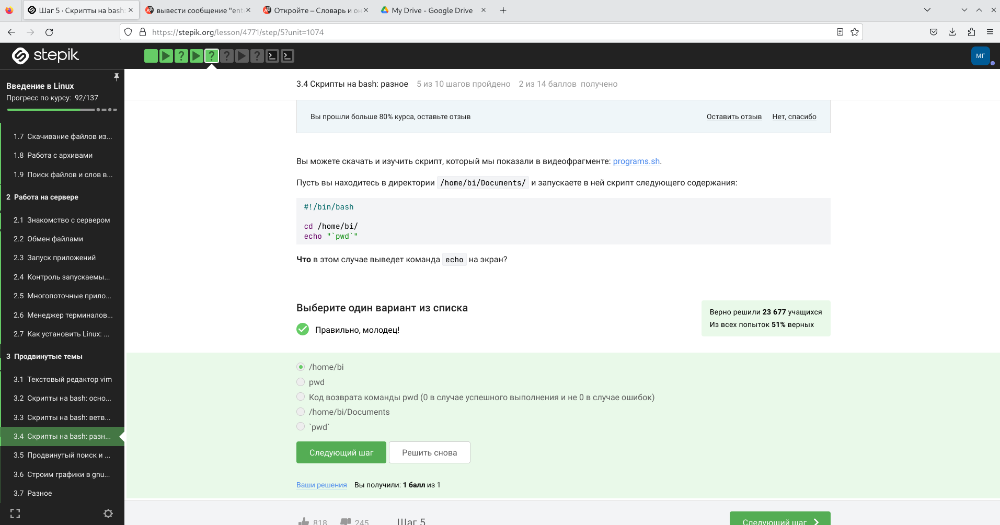 Шаг 5 · Скрипты на bash:
вывести сообщение "ent
Откройте – Словарь и он
My Drive - Google Drive
https://stepik.org/lesson/4771/step/5?unit=1074
stepik
? ? ? ?
МГ
Введение в Linux
Прогресс по курсу: 92/137
1.7 Скачивание файлов из...
1.8 Работа с архивами
1.9 Поиск файлов и слов в...
2 Работа на сервере
2.1 Знакомство с сервером
2.2 Обмен файлами
2.3 Запуск приложений
2.4 Контроль запускаемы...
2.5 Многопоточные прило...
2.6 Менеджер терминалов...
2.7 Как установить Linux: ...
3 Продвинутые темы
3.1 Текстовый редактор vim
3.2 Скрипты на bash: осно...
3.3 Скрипты на bash: ветв...
3.4 Скрипты на bash: разн...
3.5 Продвинутый поиск и ...
3.6 Строим графики в gnu...
3.7 Разное
3.4 Скрипты на bash: разное 5 из 10 шагов пройдено 2 из 14 баллов получено
Вы прошли больше 80% курса, оставьте отзыв Оставить отзыв Нет, спасибо
Вы можете скачать и изучить скрипт, который мы показали в видеофрагменте: programs.sh.
Пусть вы находитесь в директории /home/bi/Documents/ и запускаете в ней скрипт следующего содержания:
#!/bin/bash
cd /home/bi/
echo "`pwd`"
Что в этом случае выведет команда echo на экран?
Выберите один вариант из списка
Правильно, молодец!
Верно решили 23 677 учащихся
Из всех попыток 51% верных
/home/bi
pwd
Код возврата команды pwd (0 в случае успешного выполнения и не 0 в случае ошибок)
/home/bi/Documents
`pwd`
Следующий шаг Решить снова
Ваши решения Вы получили: 1 балл из 1
818 245 Шаг 5 Следующий шаг